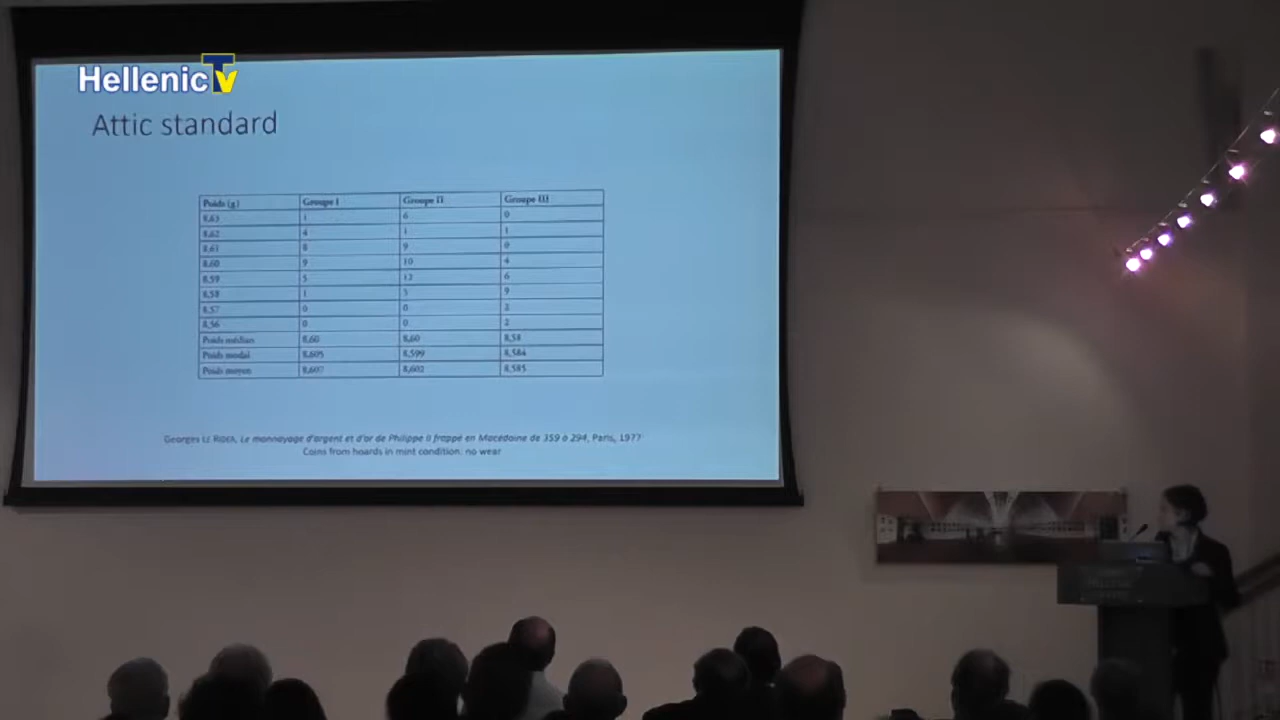 HellenicTv
Attic standard
Poids (g) Groupe I Groupe II Groupe III
8,63 1 6 0
8,62 4 1 1
8,61 8 9 0
8,60 9 10 4
8,59 5 12 6
8,58 1 3 9
8,57 0 0 2
8,56 0 0 2
Poids médian 8,60 8,60 8,58
Poids modal 8,605 8,599 8,584
Poids moyen 8,607 8,602 8,585
Georges LE RIDER, Le monnayage d'argent et d'or de Philippe II frappé en Macédoine de 359 à 294, Paris, 1977
Coins from hoards in mint condition: no wear